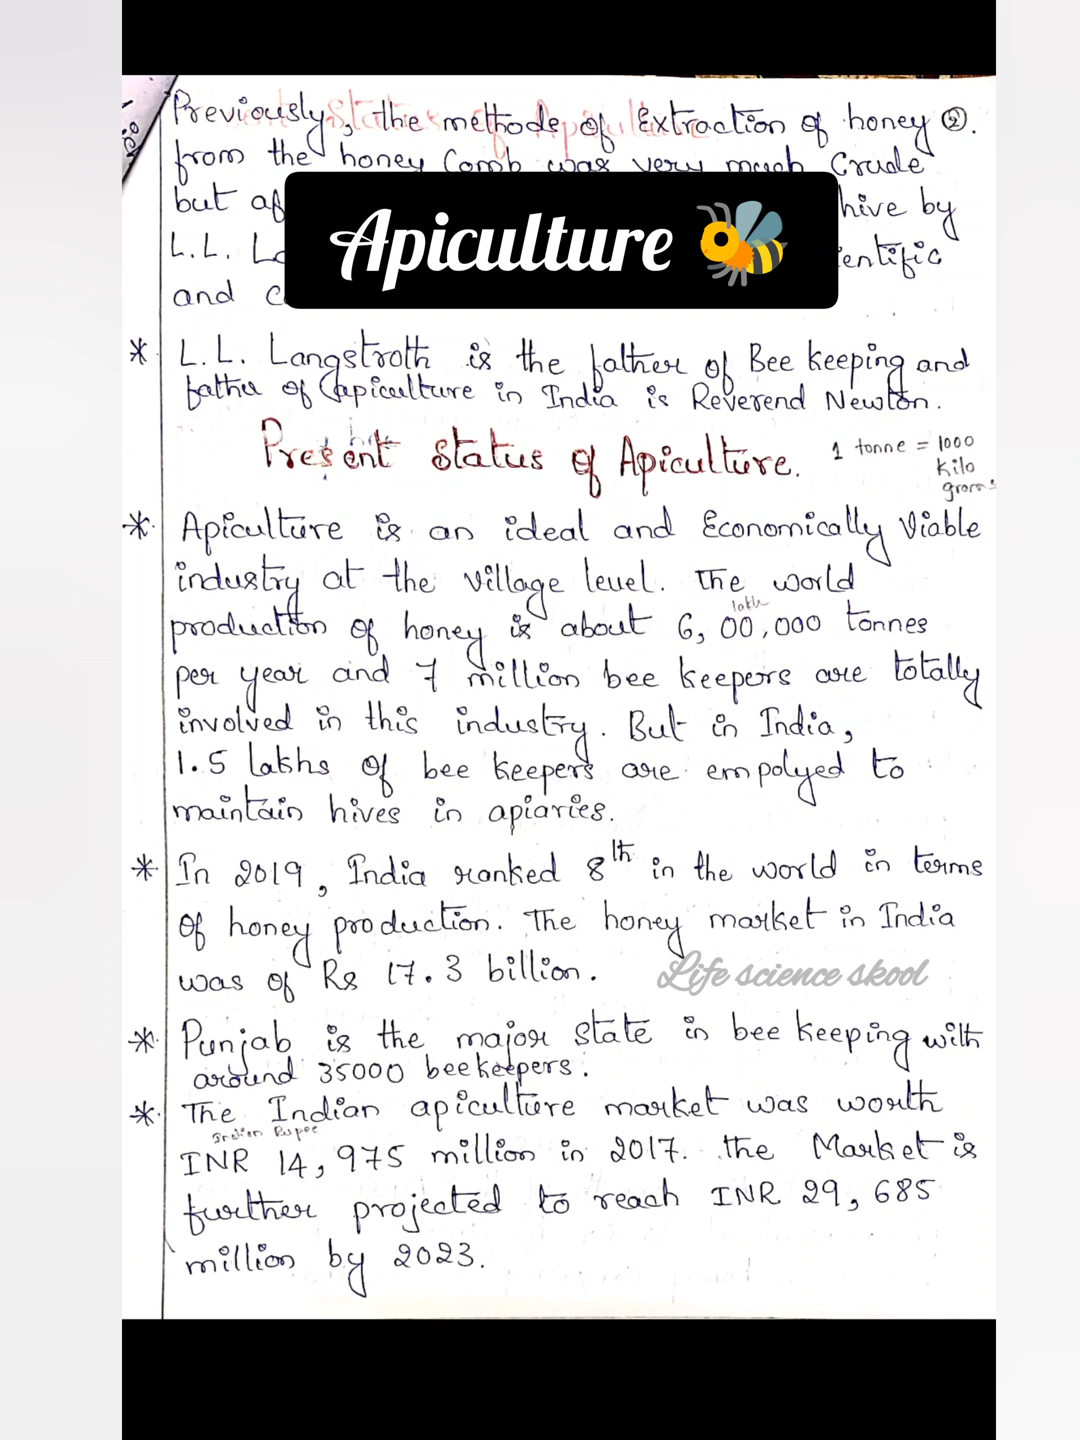 Previously, the methods of Extraction of honey ②.
from the honey Comb was very much Crude
but af hive by
L.L. La entific
and c
Apiculture
* L.L. Langstroth is the father of Bee keeping and
father of apiculture in India is Reverend Newton.
Present Status of Apiculture.
1 tonne = 1000
Kilo
grams
* Apiculture is an ideal and Economically Viable
industry at the village level. The world
lakh
production of honey is about 6,00,000 tonnes
per year and 7 million bee keepers are totally
involved in this industry. But in India,
1.5 lakhs of bee keepers are empolyed to
maintain hives in apiaries.
* In 2019, India ranked 8th in the world in terms
of honey production. The honey market in India
was of Rs 17.3 billion.
Life science skool
* Punjab is the major state in bee keeping with
around 35000 beekeepers.
* The Indian apiculture market was worth
Indian Rupee
INR 14,975 million in 2017. the Market is
further projected to reach INR 29,685
million by 2023.